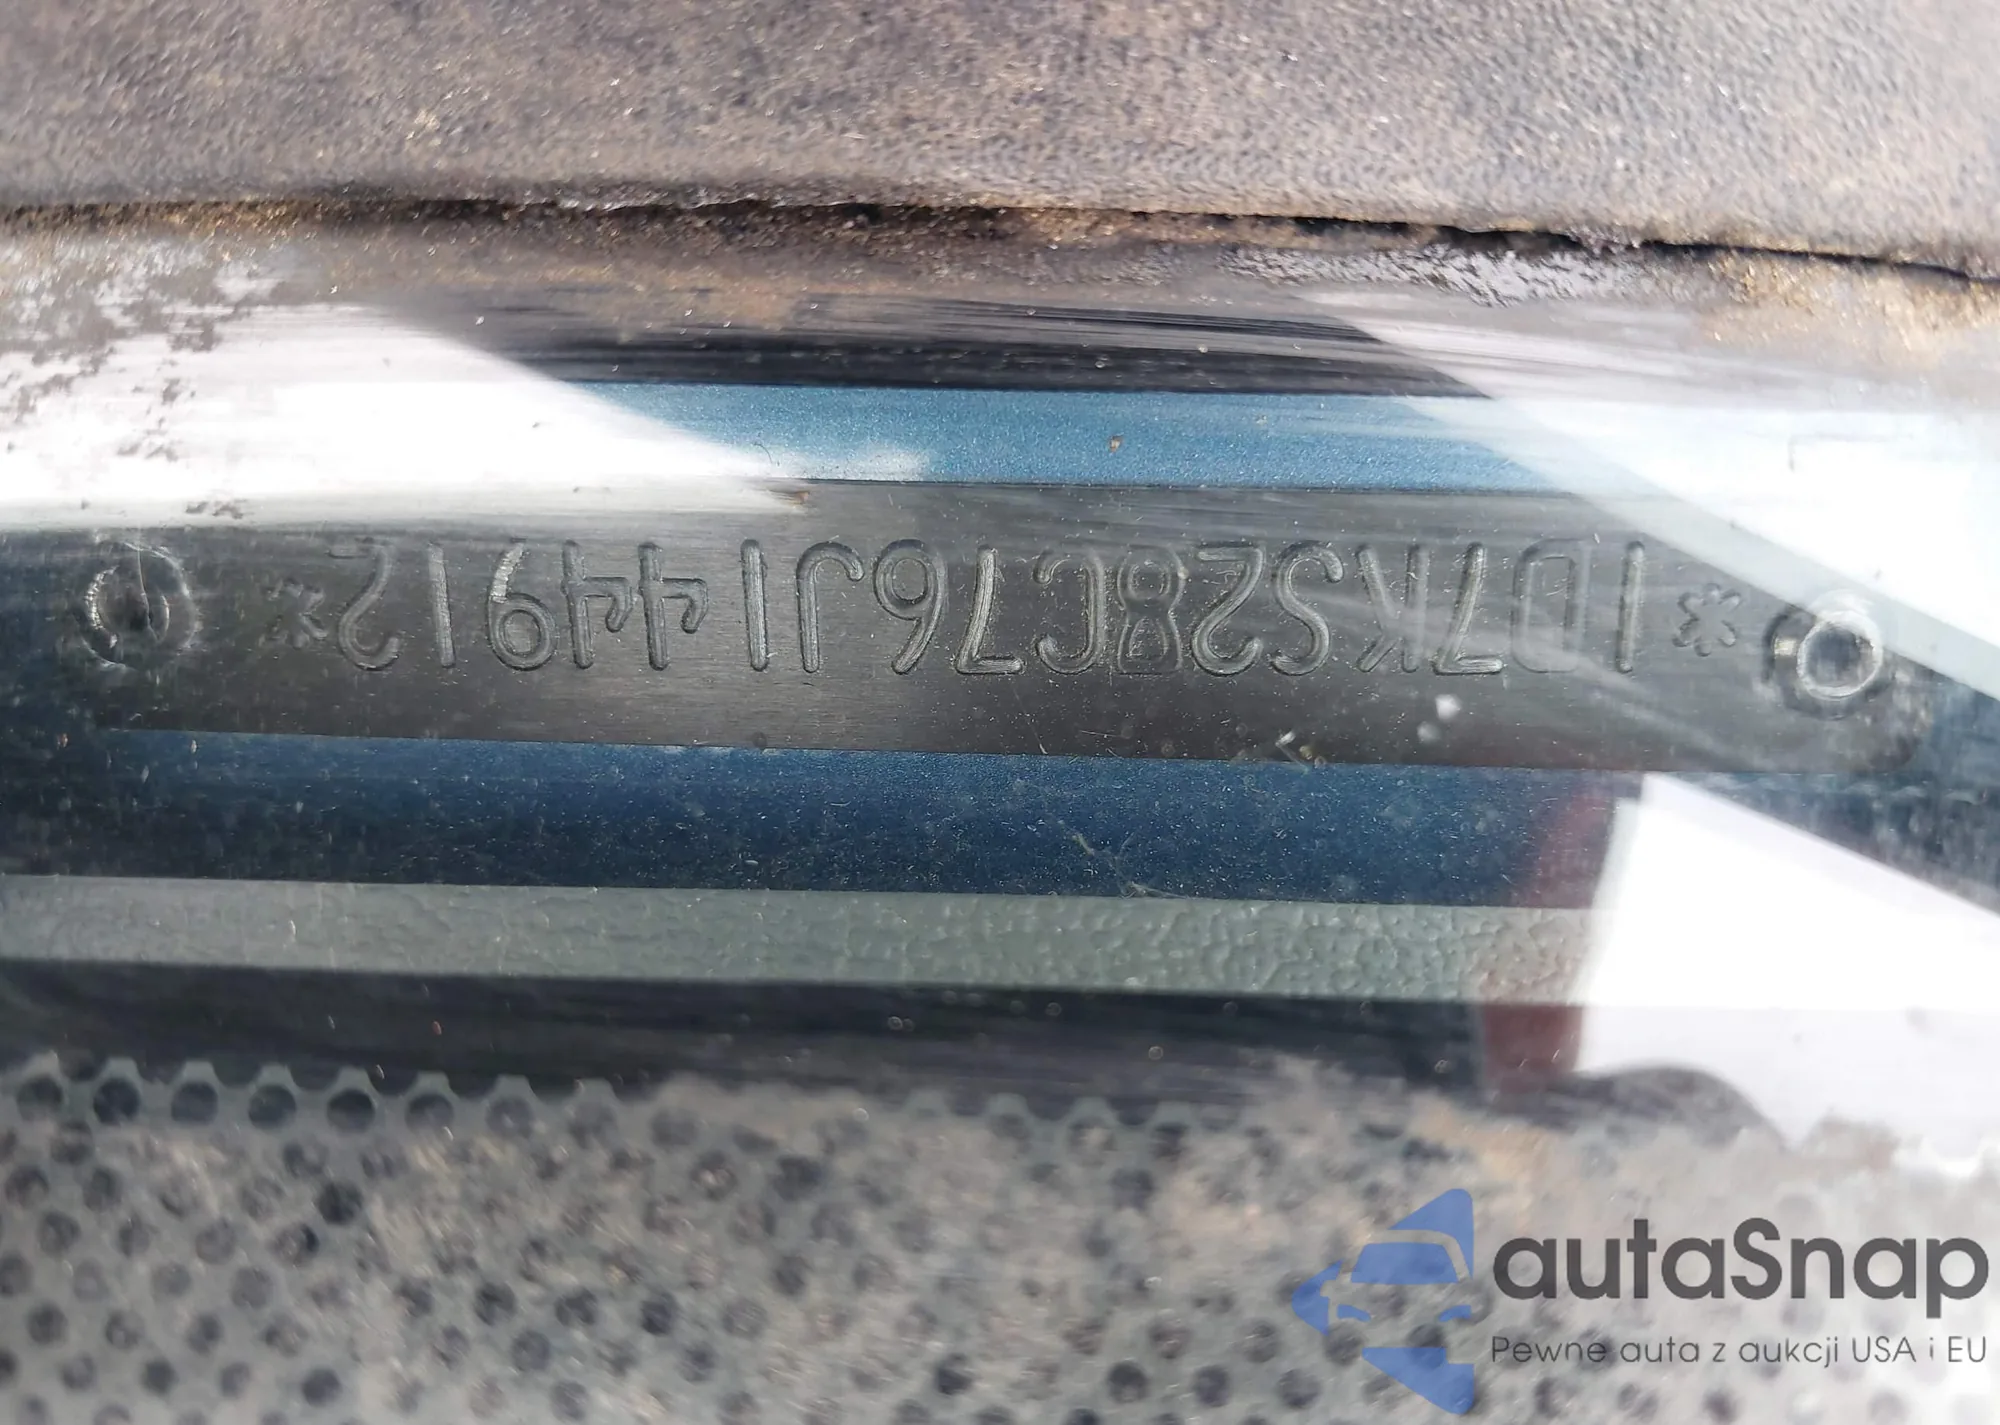 *1D7KS28C76J144912*
autaSnap
Pewne auta z aukcji USA i EU